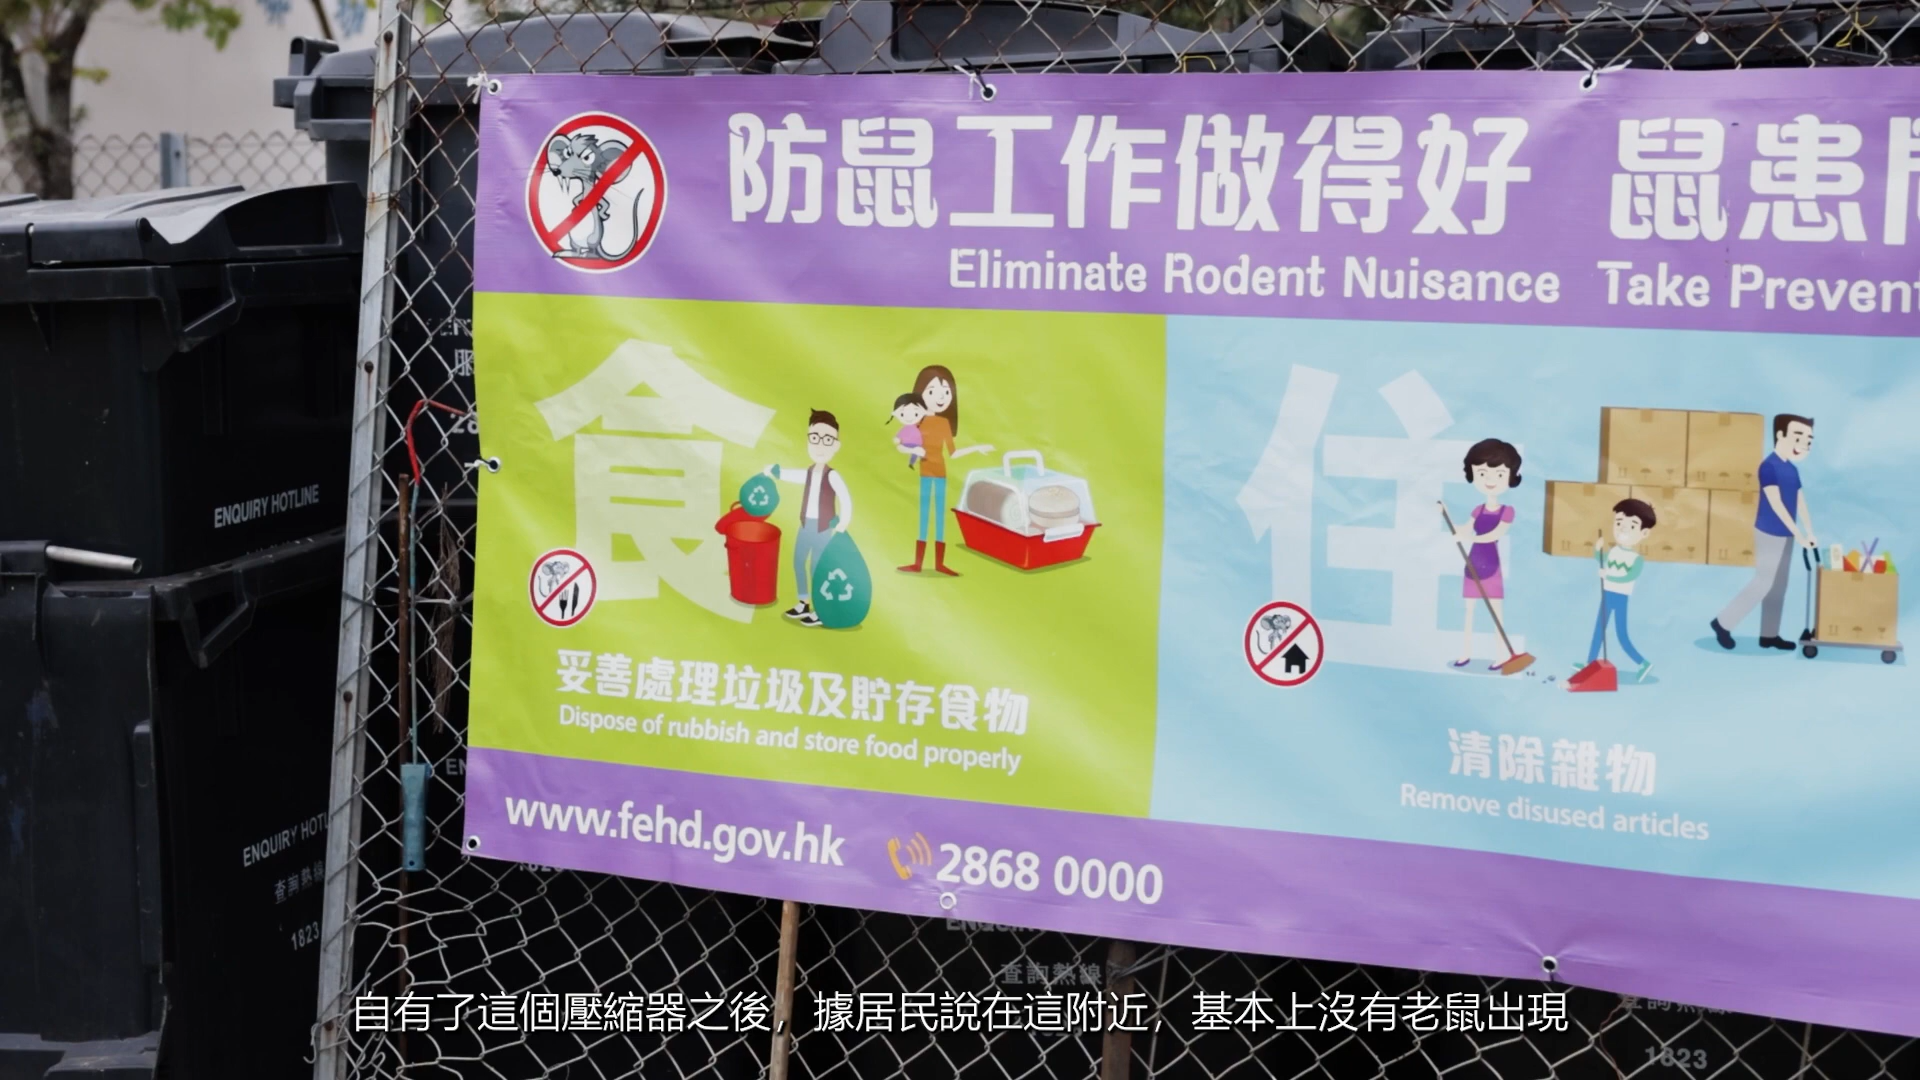 防鼠工作做得好 鼠患
Eliminate Rodent Nuisance Take Prevent
食
住
妥善處理垃圾及貯存食物
Dispose of rubbish and store food properly
清除雜物
Remove disused articles
www.fehd.gov.hk 2868 0000
ENQUIRY HOTLINE
ENQUIRY HOTL
查詢熱線
1823
查詢熱線
1823
自有了這個壓縮器之後，據居民說在這附近，基本上沒有老鼠出現